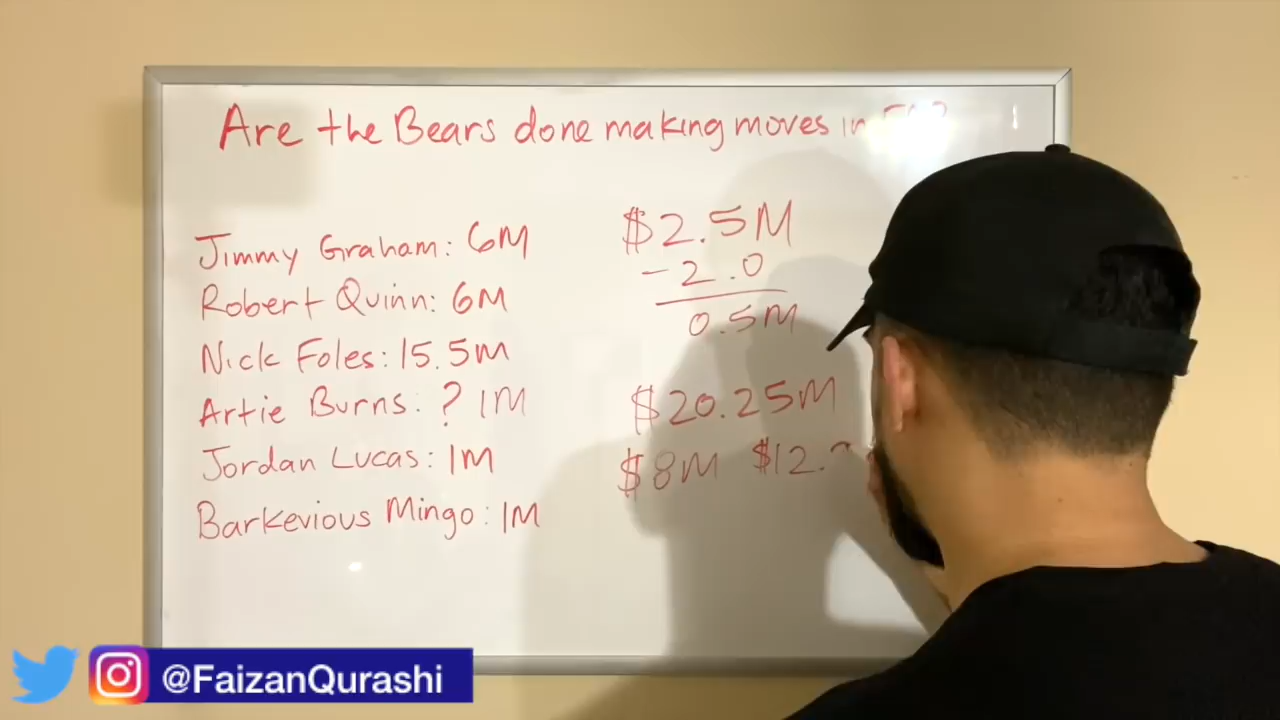 Are the Bears done making moves in
Jimmy Graham: 6M
Robert Quinn: 6M
Nick Foles: 15.5M
Artie Burns: ? 1M
Jordan Lucas: 1M
Barkevious Mingo: 1M
$2.5M
-2.0
0.5M
$20.25M
$8M $12.
@FaizanQurashi